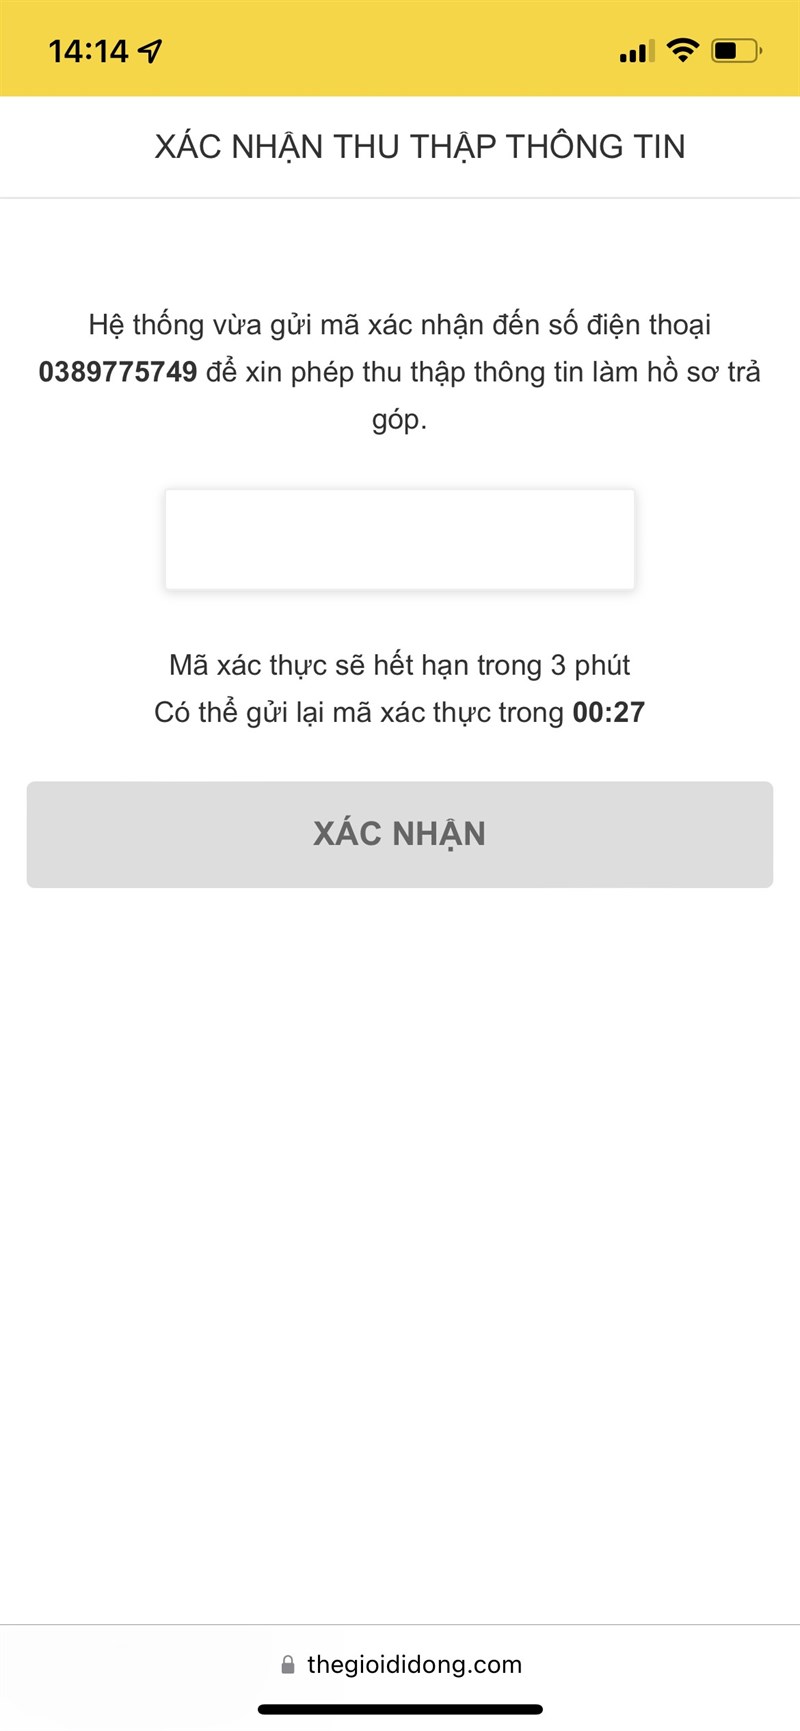 14:14
XÁC NHẬN THU THẬP THÔNG TIN
Hệ thống vừa gửi mã xác nhận đến số điện thoại
0389775749 để xin phép thu thập thông tin làm hồ sơ trả
góp.
Mã xác thực sẽ hết hạn trong 3 phút
Có thể gửi lại mã xác thực trong 00:27
XÁC NHẬN
thegioididong.com